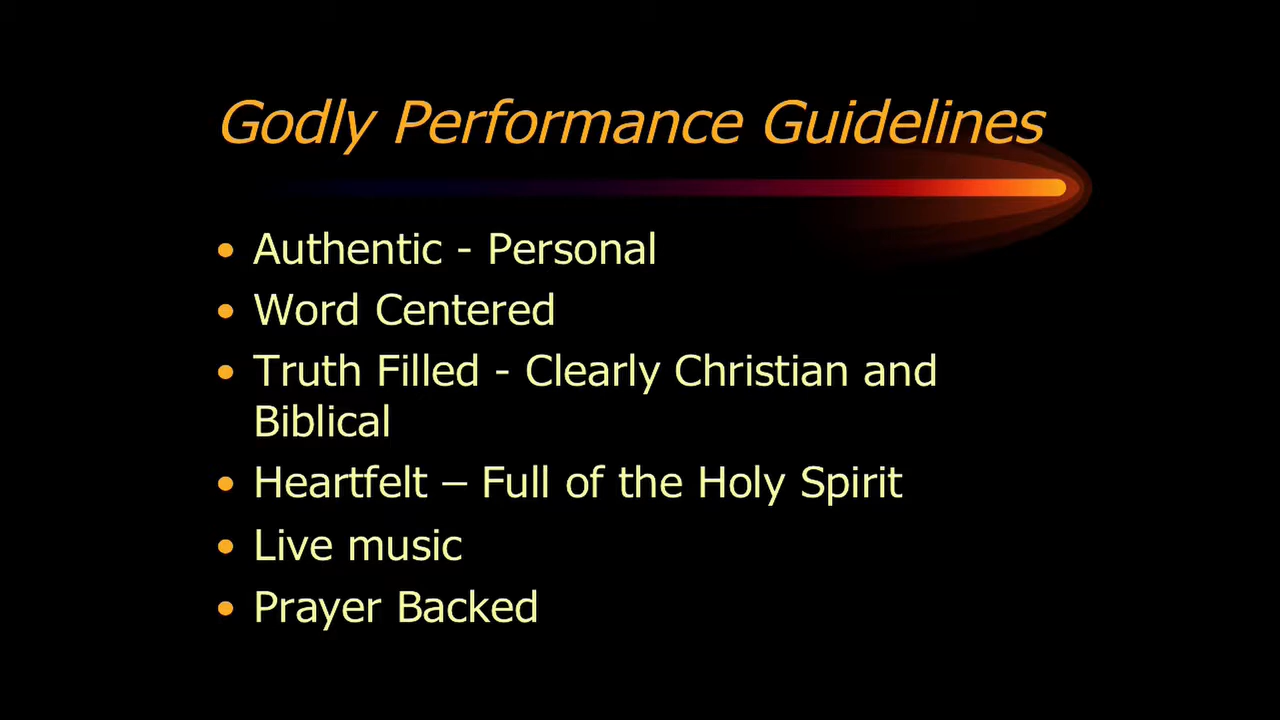 Godly Performance Guidelines
• Authentic - Personal
• Word Centered
• Truth Filled - Clearly Christian and
Biblical
• Heartfelt – Full of the Holy Spirit
• Live music
• Prayer Backed